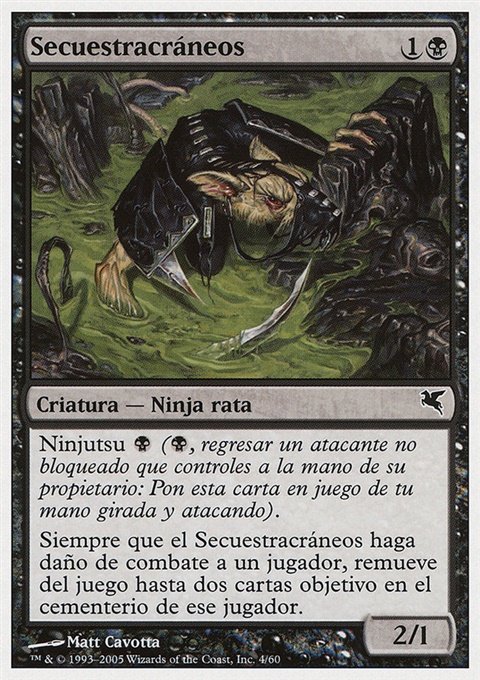 Secuestracráneos 1
Criatura — Ninja rata
Ninjutsu (, regresar un atacante no
bloqueado que controles a la mano de su
propietario: Pon esta carta en juego de tu
mano girada y atacando).
Siempre que el Secuestracráneos haga
daño de combate a un jugador, remueve
del juego hasta dos cartas objetivo en el
cementerio de ese jugador.
Matt Cavotta
2/1
™ & © 1993–2005 Wizards of the Coast, Inc. 4/60